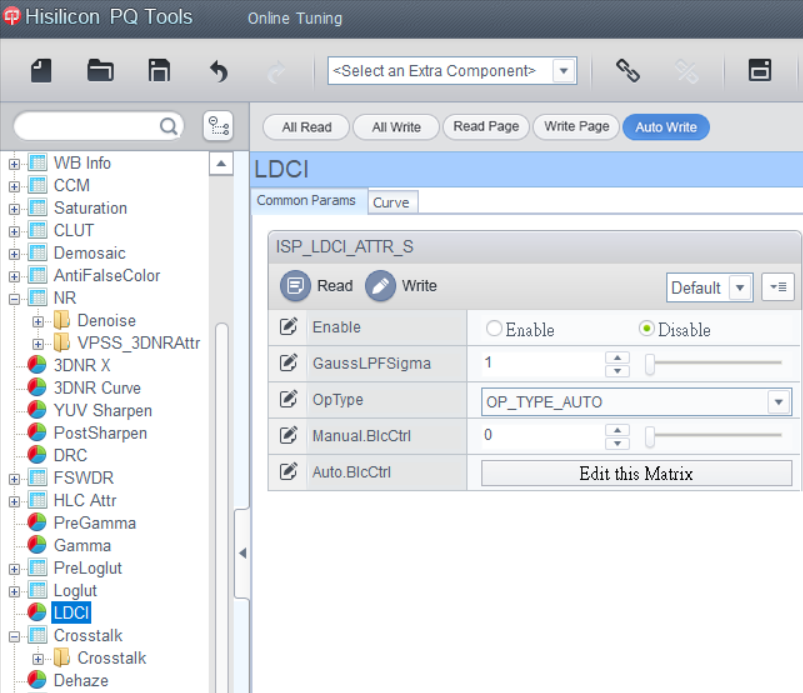 Hisilicon PQ Tools
Online Tuning
<Select an Extra Component>
All Read
All Write
Read Page
Write Page
Auto Write
WB Info
CCM
Saturation
CLUT
Demosaic
AntiFalseColor
NR
Denoise
VPSS_3DNRAttr
3DNR X
3DNR Curve
YUV Sharpen
PostSharpen
DRC
FSWDR
HLC Attr
PreGamma
Gamma
PreLoglut
Loglut
LDCI
Crosstalk
Crosstalk
Dehaze
LDCI
Common Params
Curve
ISP_LDCI_ATTR_S
Read
Write
Default
Enable
Enable
Disable
GaussLPFSigma
1
OpType
OP_TYPE_AUTO
Manual.BlcCtrl
0
Auto.BlcCtrl
Edit this Matrix